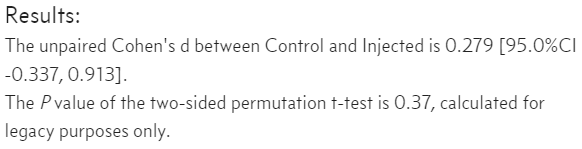 Results:
The unpaired Cohen's d between Control and Injected is 0.279 [95.0%CI
-0.337, 0.913].
The P value of the two-sided permutation t-test is 0.37, calculated for
legacy purposes only.